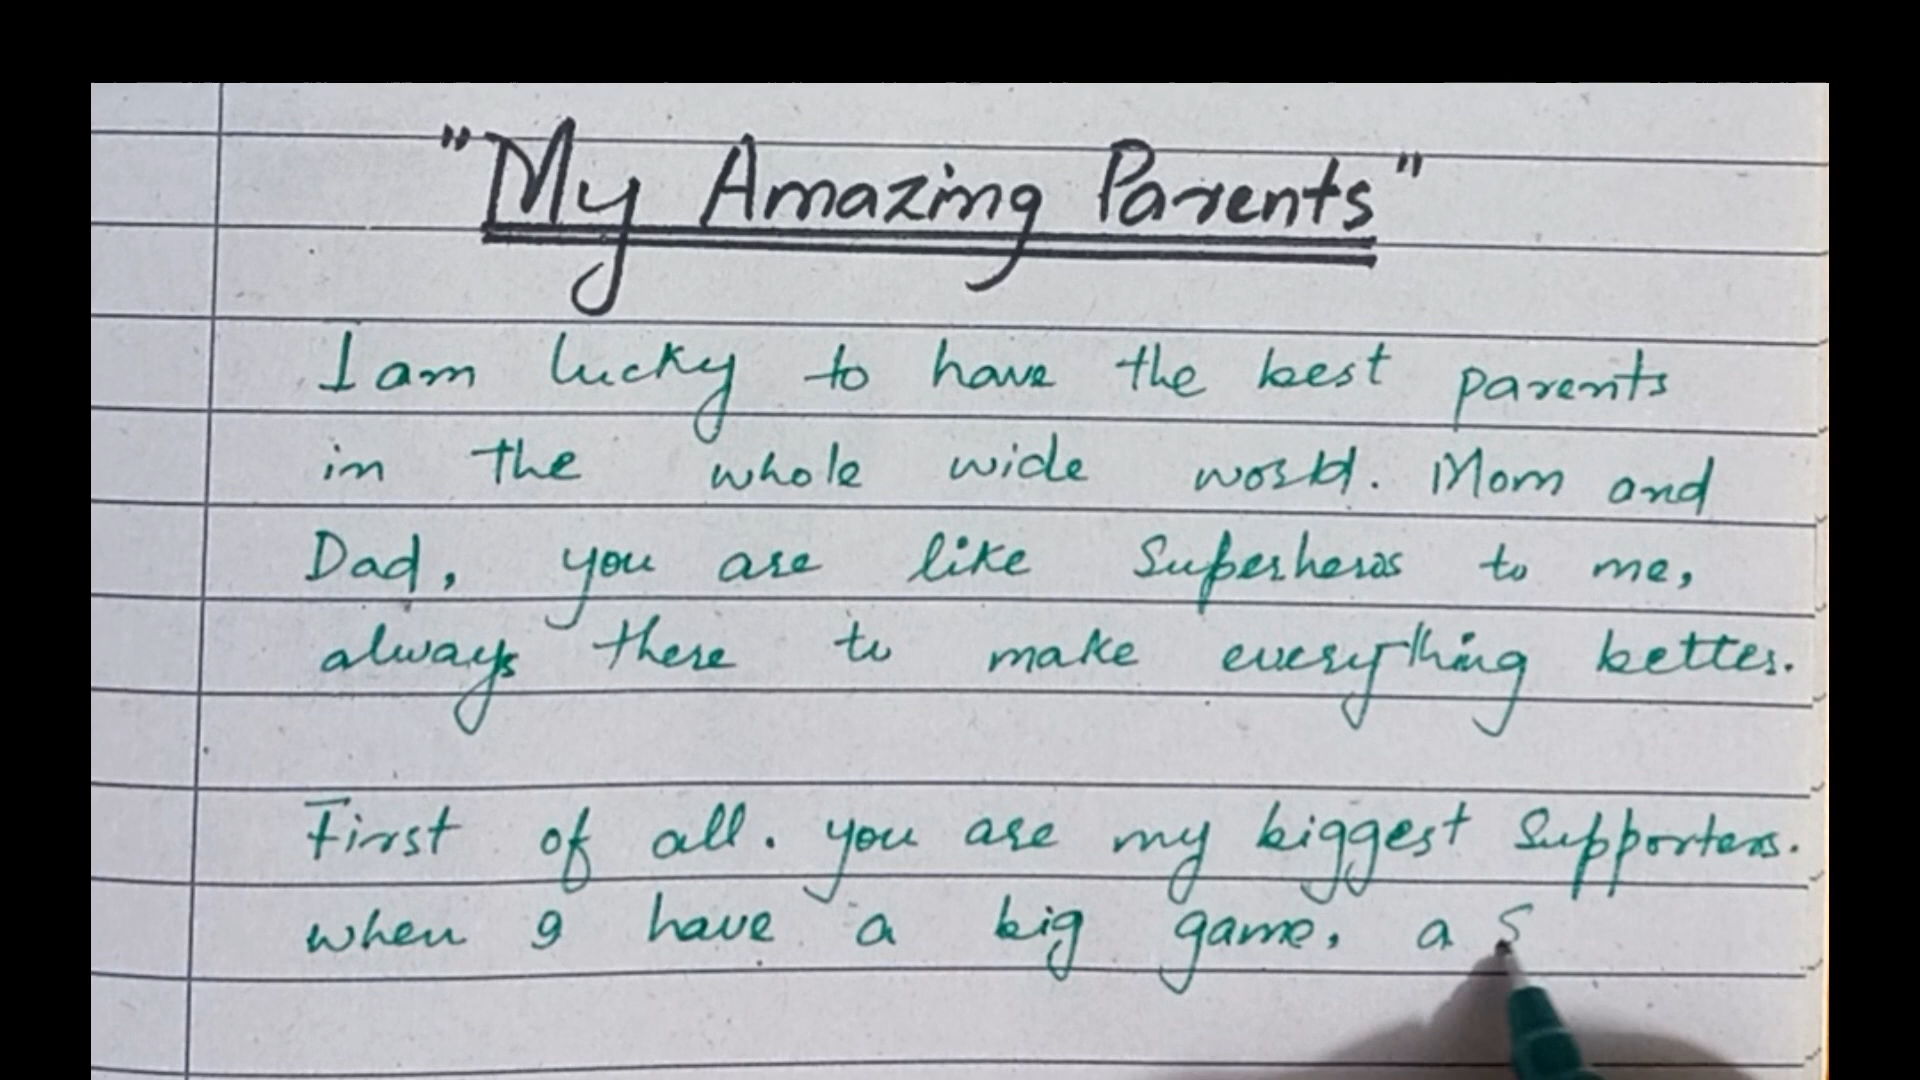 "My Amazing Parents"
I am lucky to have the best parents
in the whole wide world. Mom and
Dad, you are like Superheros to me,
always there to make everything better.
First of all. you are my biggest Supporters.
when I have a big game, a S